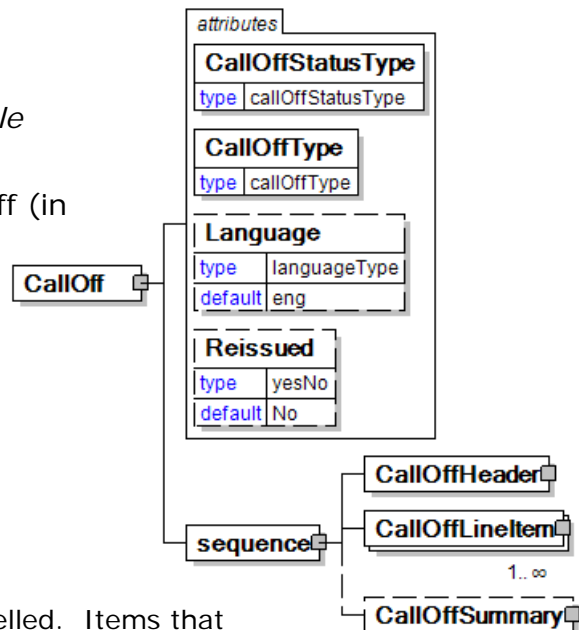 attributes
CallOffStatusType
type callOffStatusType
le
CallOffType
type callOffType
ff (in
Language
type languageType
default eng
CallOff
Reissued
type yesNo
default No
CallOffHeader
sequence
CallOffLineItem
1..∞
elled. Items that
CallOffSummary